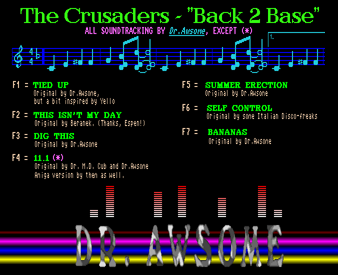 The Crusaders - "Back 2 Base"
ALL SOUNDTRACKING BY Dr.Awsome, EXCEPT (*)
F1 = TIED UP
Original by Dr.Awsome,
but a bit inspired by Yello
F2 = THIS ISN'T MY DAY
Original by Beranek. (Thanks, Espen!)
F3 = DIG THIS
Original by Dr.Awsome
F4 = 11.1 (*)
Original by Dr. M.D. Cub and Dr.Awsome
Amiga version by them as well.
F5 = SUMMER ERECTION
Original by Dr.Awsome
F6 = SELF CONTROL
Original by some Italian Disco-Freaks
F7 = BANANAS
Original by Dr.Awsome
DR. AWSOME